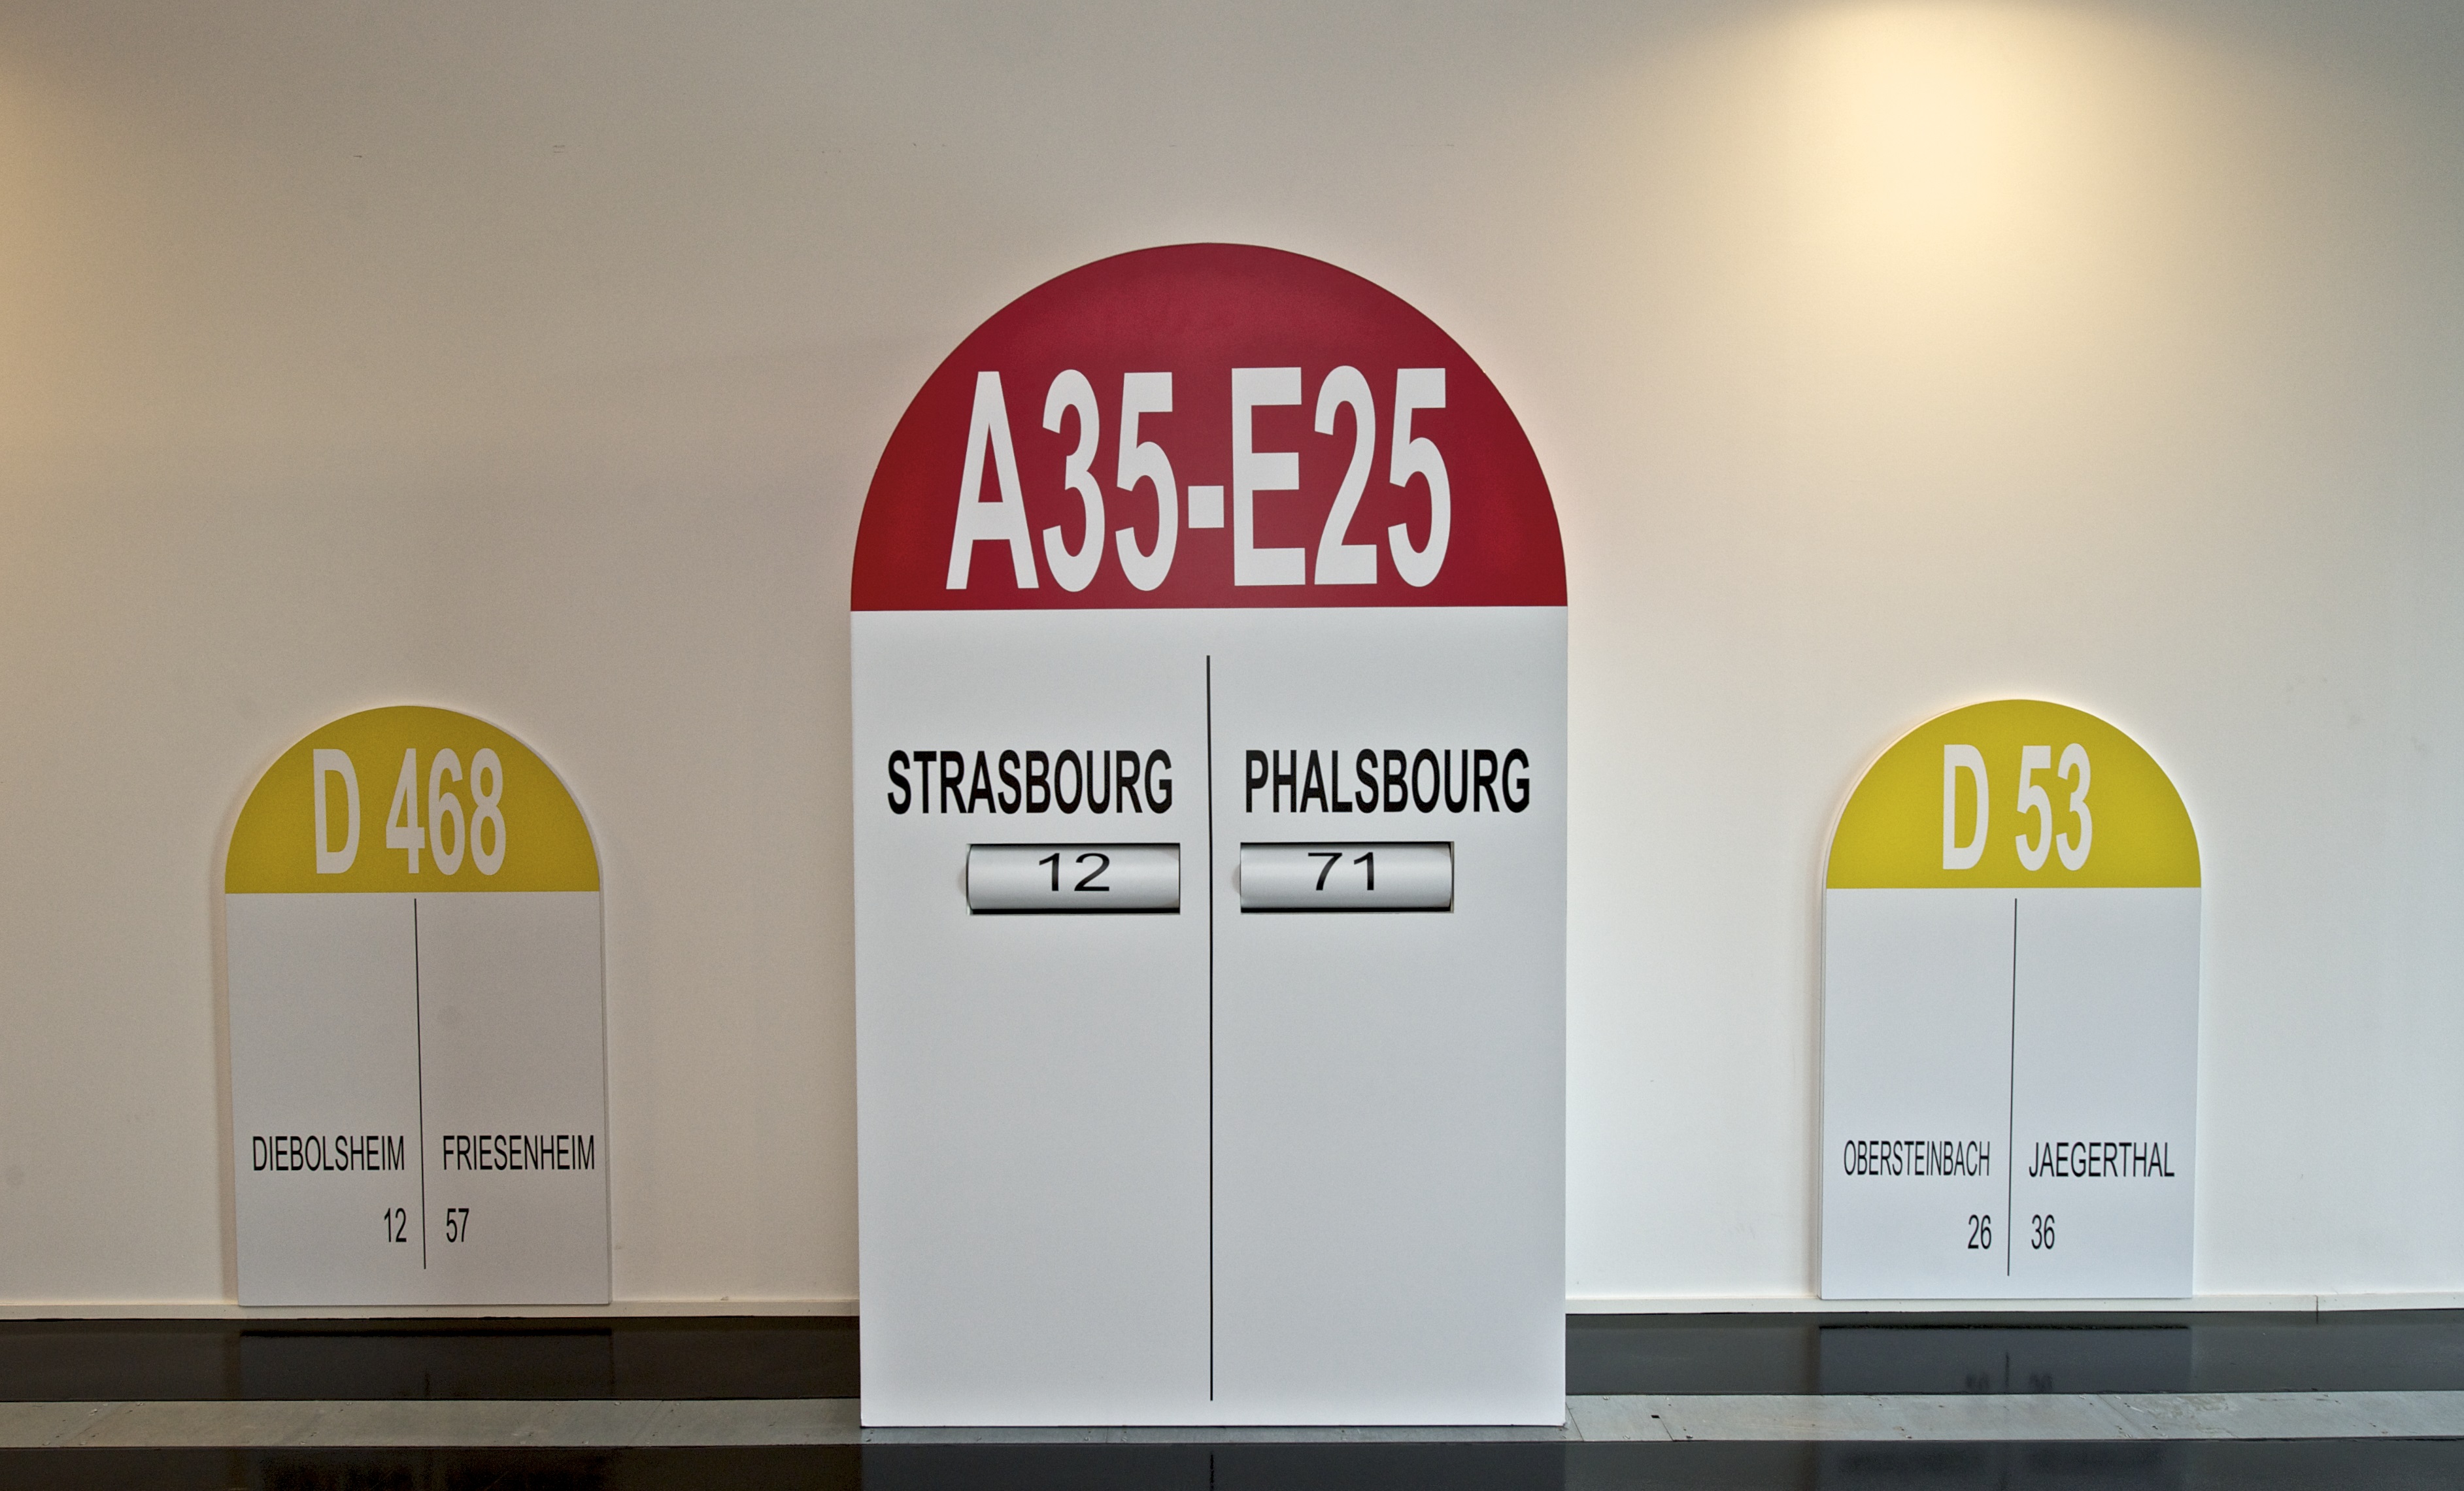 D 468
DIEBOLSHEIM
12
FRIESENHEIM
57
A35-E25
STRASBOURG
12
PHALSBOURG
71
D 53
OBERSTEINBACH
26
JAEGERTHAL
36